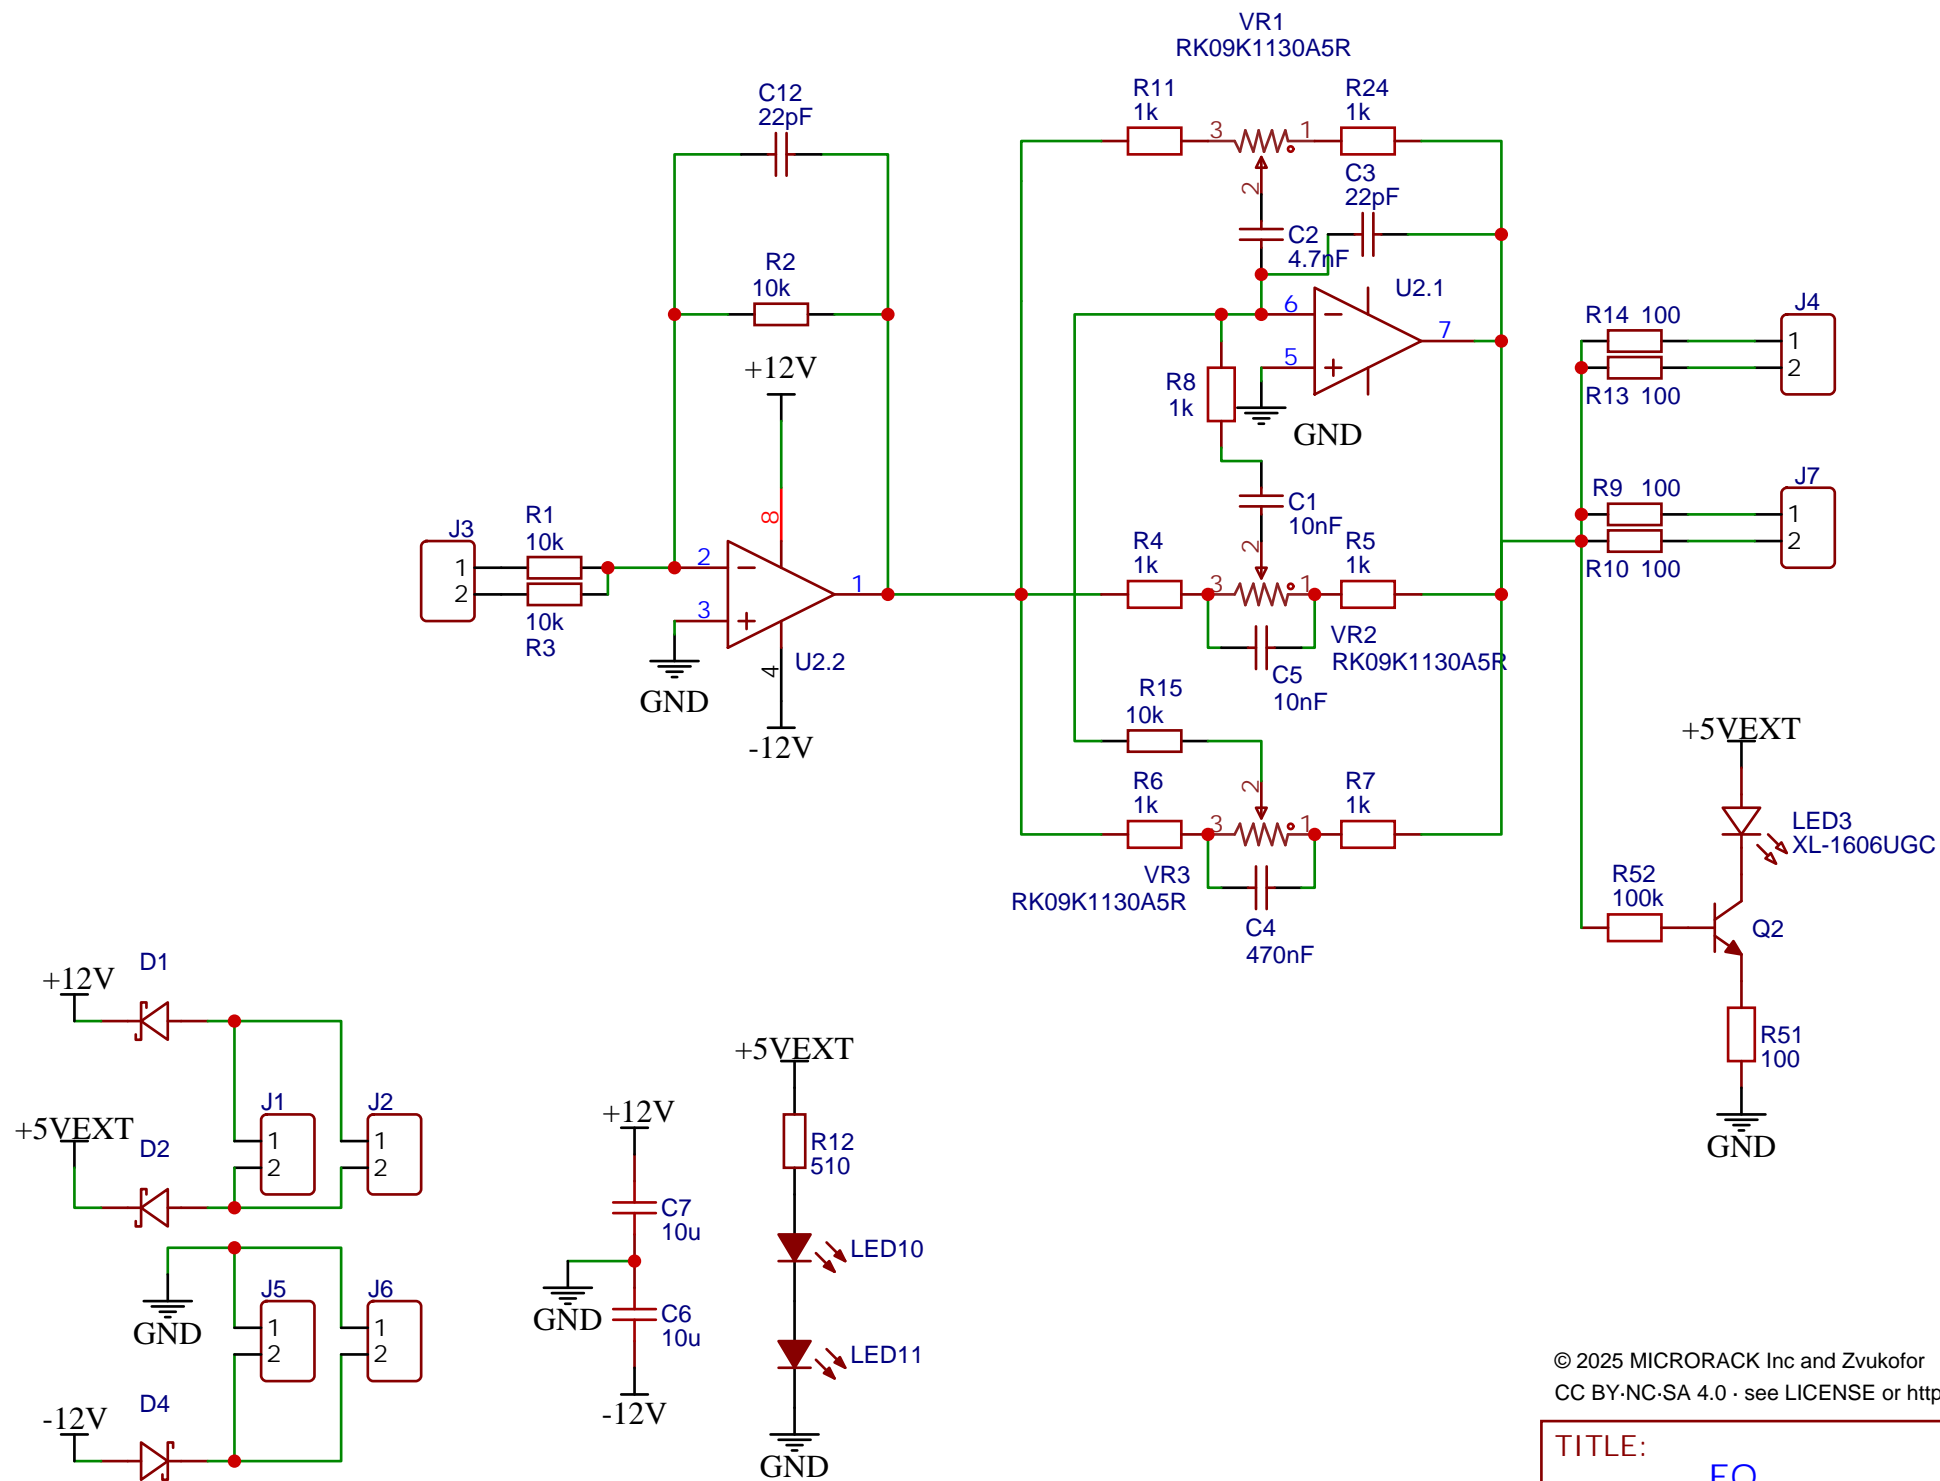 VR1
RK09K1130A5R
C12
22pF
R11
1k
3
1
R24
1k
2
C3
22pF
C2
4.7nF
R2
10k
+12V
8
6
5
7
U2.1
GND
R8
1k
R14 100
R13 100
J4
1
2
R9 100
R10 100
J7
1
2
J3
1
2
R1
10k
10k
R3
2
3
1
4
U2.2
GND
-12V
C1
10nF
2
R4
1k
3
1
R5
1k
VR2
RK09K1130A5R
C5
10nF
R15
10k
R6
1k
2
3
1
R7
1k
VR3
RK09K1130A5R
C4
470nF
+5VEXT
LED3
XL-1606UGC
R52
100k
Q2
R51
100
GND
+12V
D1
+5VEXT
D2
J1
1
2
J2
1
2
GND
J5
1
2
J6
1
2
-12V
D4
+12V
C7
10u
GND
C6
10u
-12V
+5VEXT
R12
510
LED10
LED11
GND
© 2025 MICRORACK Inc and Zvukofor
CC BY-NC-SA 4.0 · see LICENSE or http
TITLE:
EQ